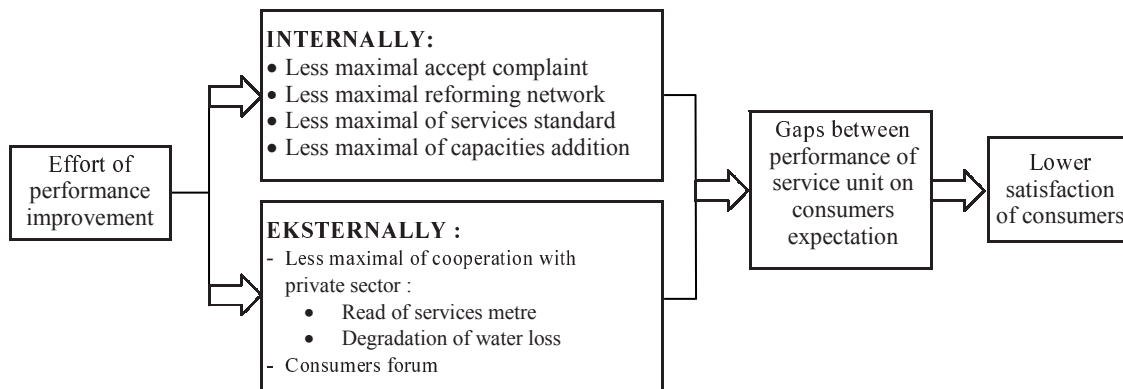 Effort of
performance
improvement
INTERNALLY:
• Less maximal accept complaint
• Less maximal reforming network
• Less maximal of services standard
• Less maximal of capacities addition
EKSTERNALLY :
- Less maximal of cooperation with
private sector :
• Read of services metre
• Degradation of water loss
- Consumers forum
Gaps between
performance of
service unit on
consumers
expectation
Lower
satisfaction
of consumers